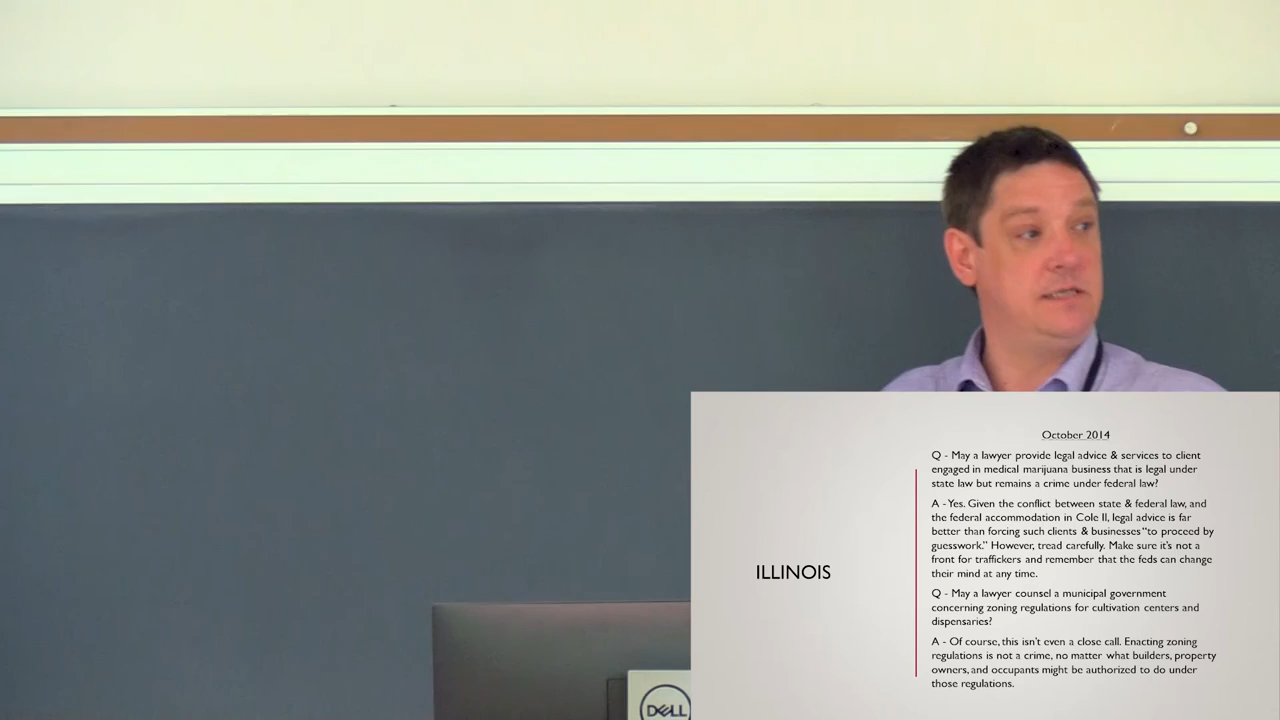 October 2014
Q - May a lawyer provide legal advice & services to client
engaged in medical marijuana business that is legal under
state law but remains a crime under federal law?
A - Yes. Given the conflict between state & federal law, and
the federal accommodation in Cole II, legal advice is far
better than forcing such clients & businesses “to proceed by
guesswork.” However, tread carefully. Make sure it's not a
front for traffickers and remember that the feds can change
their mind at any time.
ILLINOIS
Q - May a lawyer counsel a municipal government
concerning zoning regulations for cultivation centers and
dispensaries?
A - Of course, this isn't even a close call. Enacting zoning
regulations is not a crime, no matter what builders, property
owners, and occupants might be authorized to do under
those regulations.
DELL